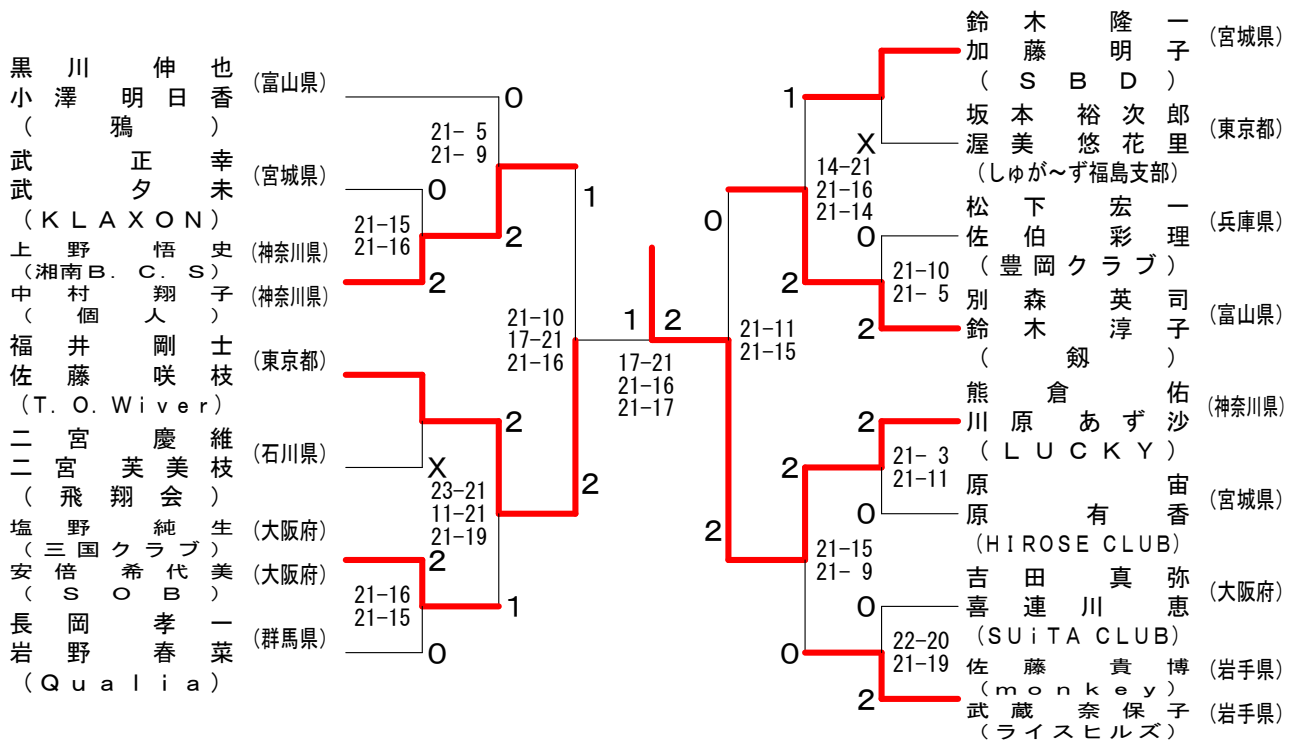 黒川伸也
小澤明日香
(鴉)
(富山県)
武正幸
武夕未
(KLAXON)
(宮城県)
上野悟史
(湘南B.C.S)
(神奈川県)
中村翔子
(個人)
(神奈川県)
福井剛士
佐藤咲枝
(T.O.Wiver)
(東京都)
二宮慶維
二宮芙美枝
(飛翔会)
(石川県)
塩野純生
(三国クラブ)
(大阪府)
安倍希代美
(SOB)
(大阪府)
長岡孝一
岩野春菜
(Qualia)
(群馬県)
0
21- 5
21- 9
0
21-15
21-16
2
2
1
21-10
17-21
21-16
2
X
23-21
11-21
21-19
2
2
21-16
21-15
1
0
1
2
17-21
21-16
21-17
1
X
14-21
21-16
21-14
0
0
21-10
21- 5
2
2
21-11
21-15
2
2
21- 3
21-11
0
2
21-15
21- 9
0
22-20
21-19
0
2
鈴木隆一
加藤明子
(SBD)
(宮城県)
坂本裕次郎
渥美悠花里
(しゅが~ず福島支部)
(東京都)
松下宏一
佐伯彩理
(豊岡クラブ)
(兵庫県)
別森英司
鈴木淳子
(剱)
(富山県)
熊倉佑
川原あず沙
(LUCKY)
(神奈川県)
原宙
原有香
(HIROSE CLUB)
(宮城県)
吉田真弥
喜連川恵
(SUiTA CLUB)
(大阪府)
佐藤貴博
(monkey)
(岩手県)
武蔵奈保子
(ライスヒルズ)
(岩手県)